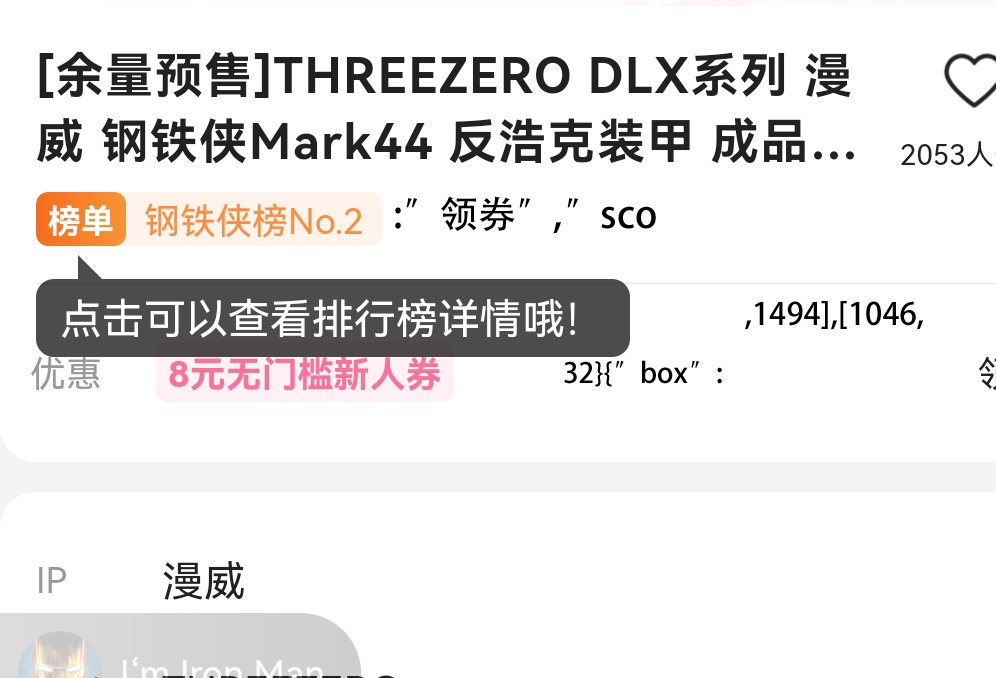 [余量预售]THREEZERO DLX系列 漫
威 钢铁侠Mark44 反浩克装甲 成品...
2053人
榜单 钢铁侠榜No.2 :”领券”,”sco
点击可以查看排行榜详情哦!
,1494],[1046,
优惠 8元无门槛新人券 32}{”box”: 领
IP 漫威
I‘m Iron Man
THREEZERO